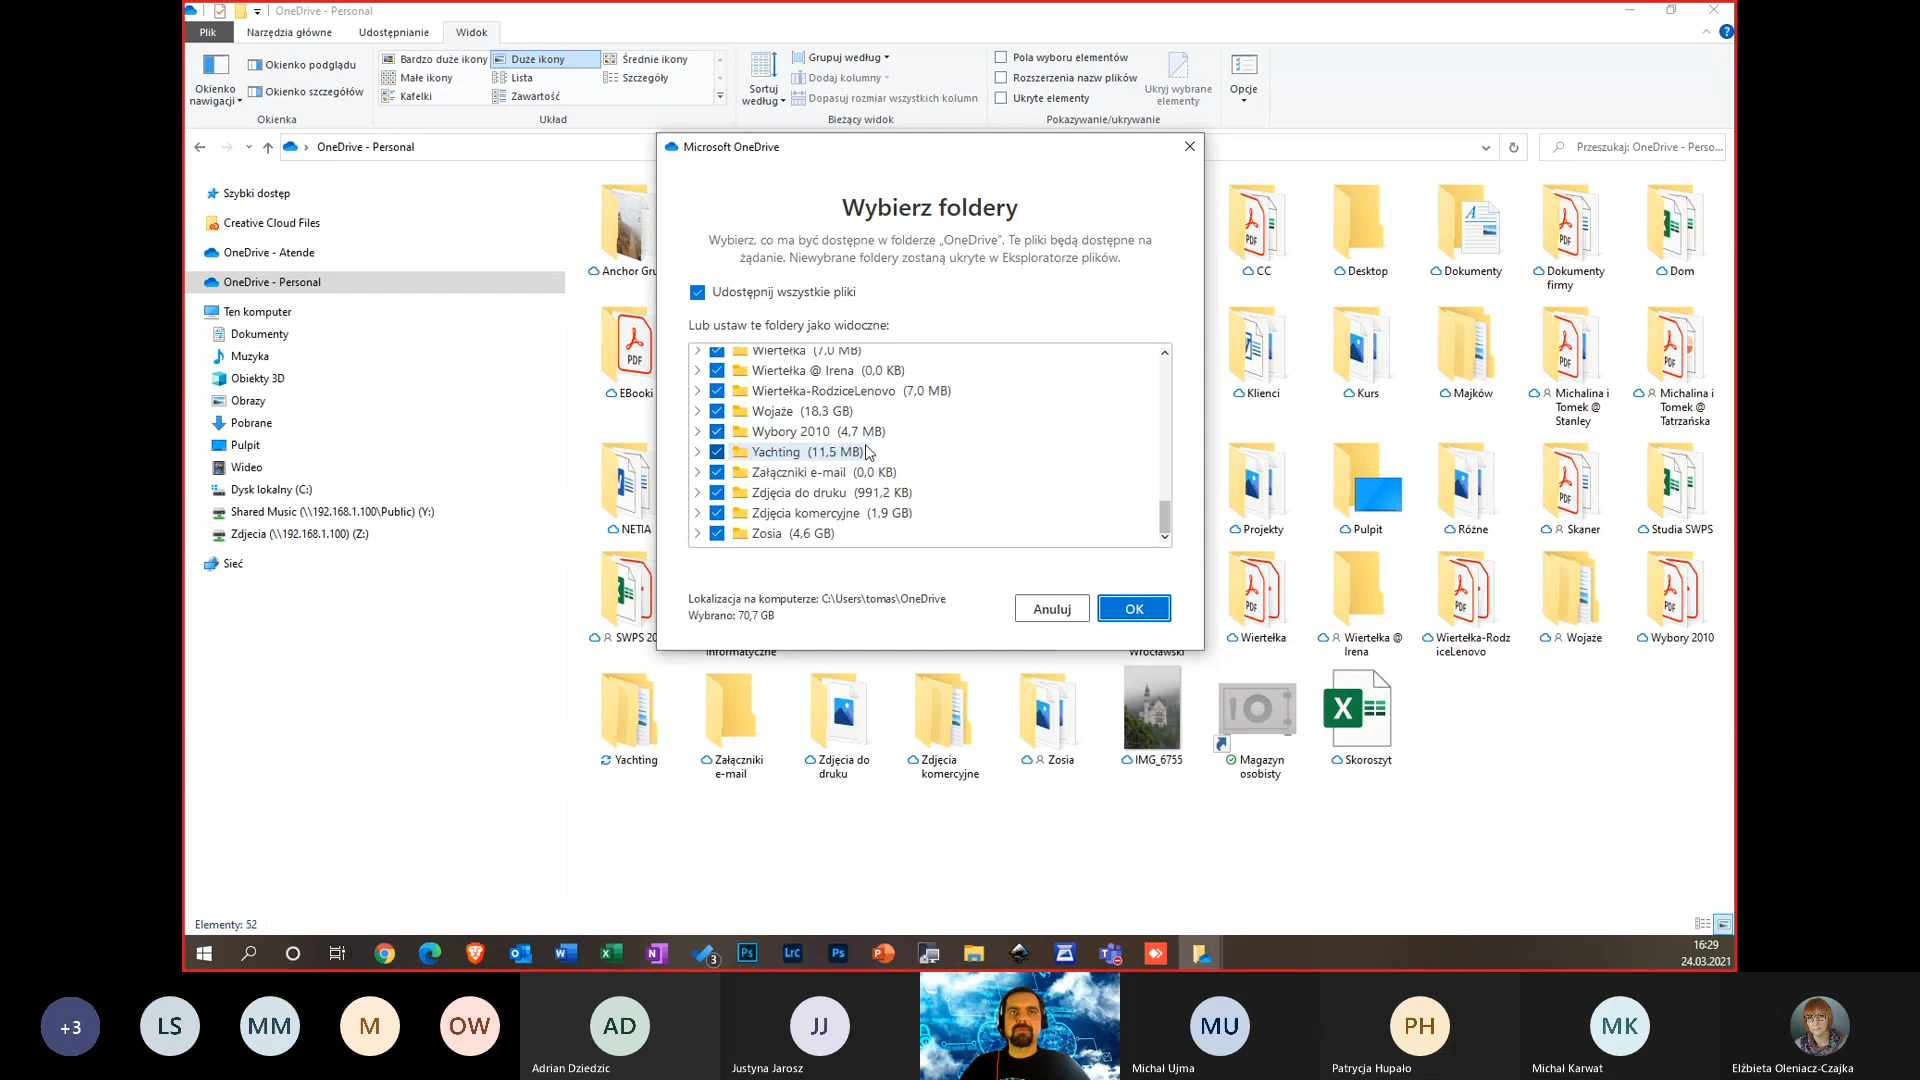 OneDrive - Personal
Plik
Narzędzia główne
Udostępnianie
Widok
Okienko nawigacji
Okienko podglądu
Okienko szczegółów
Okienka
Bardzo duże ikony
Duże ikony
Średnie ikony
Małe ikony
Lista
Szczegóły
Kafelki
Zawartość
Układ
Sortuj według
Grupuj według
Dodaj kolumny
Dopasuj rozmiar wszystkich kolumn
Bieżący widok
Pola wyboru elementów
Rozszerzenia nazw plików
Ukryte elementy
Ukryj wybrane elementy
Pokazywanie/ukrywanie
Opcje
OneDrive - Personal
Przeszukaj: OneDrive - Perso...
Szybki dostęp
Creative Cloud Files
OneDrive - Atende
OneDrive - Personal
Ten komputer
Dokumenty
Muzyka
Obiekty 3D
Obrazy
Pobrane
Pulpit
Wideo
Dysk lokalny (C:)
Shared Music (\\192.168.1.100\Public) (Y:)
Zdjecia (\\192.168.1.100) (Z:)
Sieć
Microsoft OneDrive
Wybierz foldery
Wybierz, co ma być dostępne w folderze „OneDrive”. Te pliki będą dostępne na
żądanie. Niewybrane foldery zostaną ukryte w Eksploratorze plików.
Udostępnij wszystkie pliki
Lub ustaw te foldery jako widoczne:
Wiertełka (7,0 MB)
Wiertełka @ Irena (0,0 KB)
Wiertełka-RodziceLenovo (7,0 MB)
Wojaże (18,3 GB)
Wybory 2010 (4,7 MB)
Yachting (11,5 MB)
Załączniki e-mail (0,0 KB)
Zdjęcia do druku (991,2 KB)
Zdjęcia komercyjne (1,9 GB)
Zosia (4,6 GB)
Lokalizacja na komputerze: C:\Users\tomas\OneDrive
Wybrano: 70,7 GB
Anuluj
OK
Anchor Gru
CC
Desktop
Dokumenty
Dokumenty firmy
Dom
EBooki
Klienci
Kurs
Majków
Michalina i Tomek @ Stanley
Michalina i Tomek @ Tatrzańska
NETIA
Projekty
Pulpit
Różne
Skaner
Studia SWPS
SWPS 20
informatyczne
Wrocławski
Wiertełka
Wiertełka @ Irena
Wiertełka-Rodz
iceLenovo
Wojaże
Wybory 2010
Yachting
Załączniki e-mail
Zdjęcia do druku
Zdjęcia komercyjne
Zosia
IMG_6755
Magazyn osobisty
Skoroszyt
Elementy: 52
16:29
24.03.2021
+3
LS
MM
M
OW
AD
JJ
MU
PH
MK
Adrian Dziedzic
Justyna Jarosz
Michał Ujma
Patrycja Hupało
Michał Karwat
Elżbieta Oleniacz-Czajka